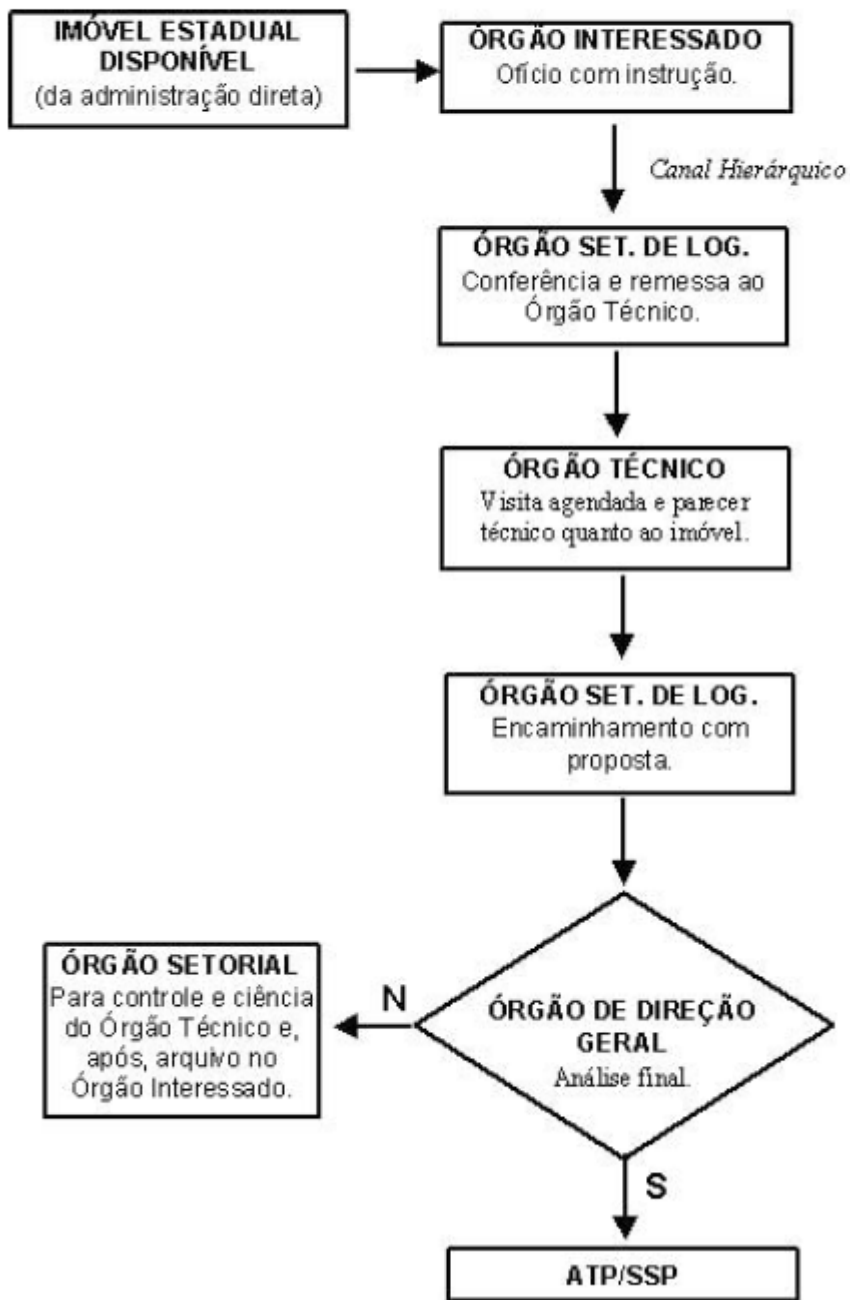 IMÓVEL ESTADUAL
DISPONÍVEL
(da administração direta)
ÓRGÃO INTERESSADO
Ofício com instrução.
Canal Hierárquico
ÓRGÃO SET. DE LOG.
Conferência e remessa ao
Órgão Técnico.
ÓRGÃO TÉCNICO
Visita agendada e parecer
técnico quanto ao imóvel.
ÓRGÃO SET. DE LOG.
Encaminhamento com
proposta.
ÓRGÃO DE DIREÇÃO
GERAL
Análise final.
N
ÓRGÃO SETORIAL
Para controle e ciência
do Órgão Técnico e,
após, arquivo no
Órgão Interessado.
S
ATP/SSP